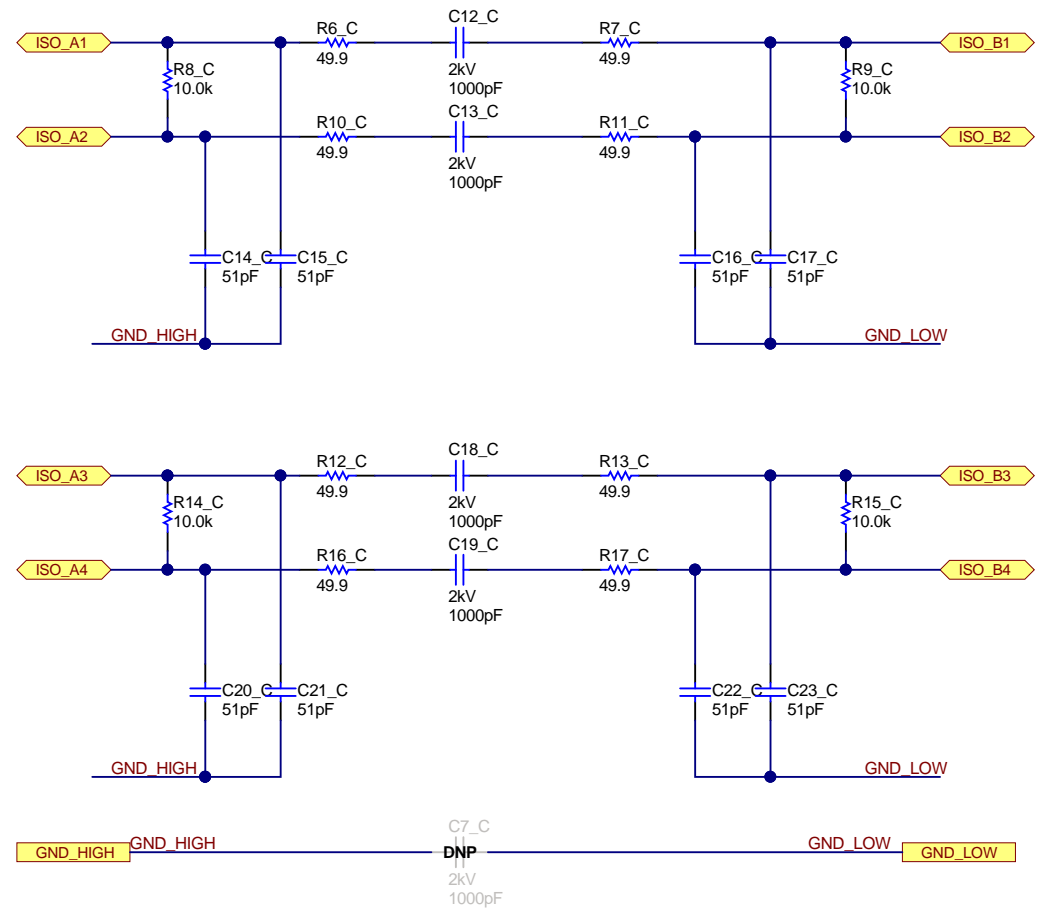 C12_C
R6_C
R7_C
ISO_A1
ISO_B1
49.9
2kV
49.9
R8_C
R9_C
10.0k
1000pF
10.0k
C13_C
R10_C
R11_C
ISO_A2
ISO_B2
49.9
2kV
49.9
1000pF
C14_C
C15_C
C16_C
C17_C
51pF
51pF
51pF
51pF
GND_HIGH
GND_LOW
C18_C
R12_C
R13_C
ISO_A3
ISO_B3
49.9
2kV
49.9
R14_C
R15_C
10.0k
1000pF
10.0k
C19_C
R16_C
R17_C
ISO_A4
ISO_B4
49.9
2kV
49.9
1000pF
C20_C
C21_C
C22_C
C23_C
51pF
51pF
51pF
51pF
GND_HIGH
GND_LOW
C7_C
GND_HIGH
GND_HIGH
DNP
GND_LOW
GND_LOW
2kV
1000pF